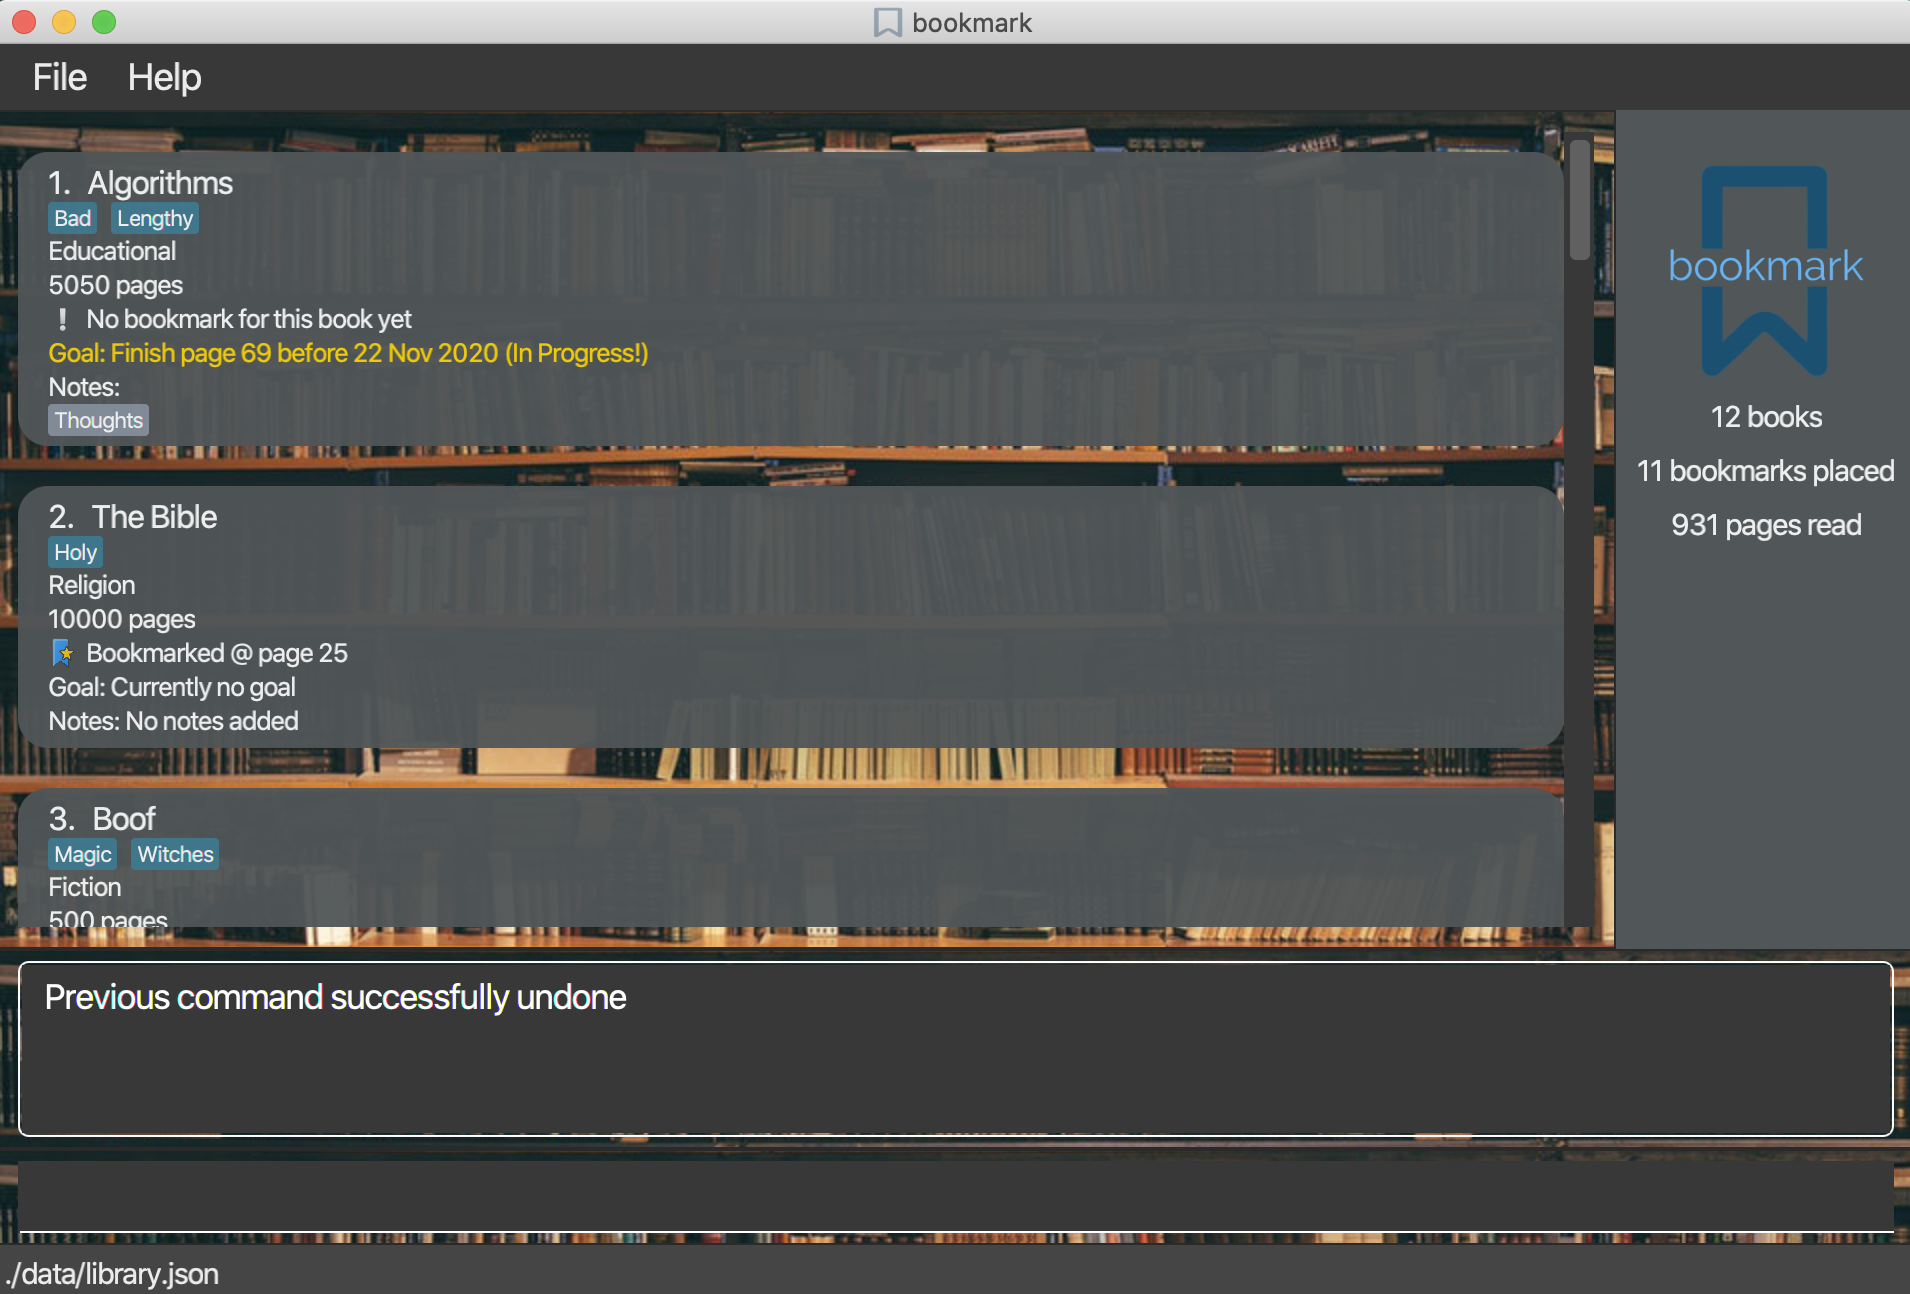 bookmark
File Help
1. Algorithms
Bad Lengthy
Educational
5050 pages
! No bookmark for this book yet
Goal: Finish page 69 before 22 Nov 2020 (In Progress!)
Notes:
Thoughts
2. The Bible
Holy
Religion
10000 pages
Bookmarked @ page 25
Goal: Currently no goal
Notes: No notes added
3. Boof
Magic Witches
Fiction
500 pages
bookmark
12 books
11 bookmarks placed
931 pages read
Previous command successfully undone
./data/library.json